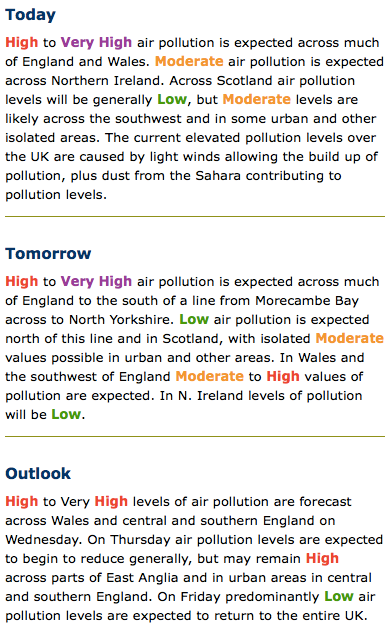 Today
High to Very High air pollution is expected across much
of England and Wales. Moderate air pollution is expected
across Northern Ireland. Across Scotland air pollution
levels will be generally Low, but Moderate levels are
likely across the southwest and in some urban and other
isolated areas. The current elevated pollution levels over
the UK are caused by light winds allowing the build up of
pollution, plus dust from the Sahara contributing to
pollution levels.
Tomorrow
High to Very High air pollution is expected across much
of England to the south of a line from Morecambe Bay
across to North Yorkshire. Low air pollution is expected
north of this line and in Scotland, with isolated Moderate
values possible in urban and other areas. In Wales and
the southwest of England Moderate to High values of
pollution are expected. In N. Ireland levels of pollution
will be Low.
Outlook
High to Very High levels of air pollution are forecast
across Wales and central and southern England on
Wednesday. On Thursday air pollution levels are expected
to begin to reduce generally, but may remain High
across parts of East Anglia and in urban areas in central
and southern England. On Friday predominantly Low air
pollution levels are expected to return to the entire UK.